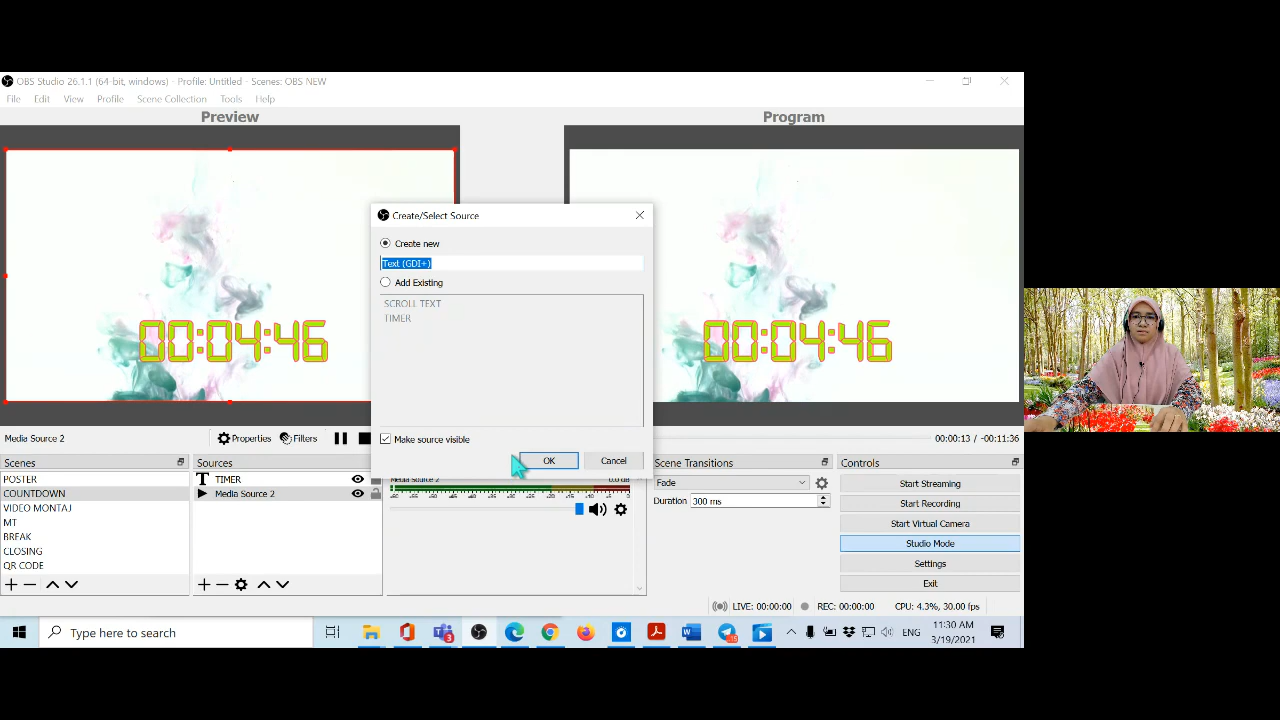 OBS Studio 26.1.1 (64-bit, windows) - Profile: Untitled - Scenes: OBS NEW
File Edit View Profile Scene Collection Tools Help
Preview
Program
Create/Select Source
Create new
Text (GDI+)
Add Existing
SCROLL TEXT
TIMER
Make source visible
OK Cancel
00:04:46
00:04:46
Media Source 2
Properties Filters
00:00:13 / -00:11:36
Scenes
POSTER
COUNTDOWN
VIDEO MONTAJ
MT
BREAK
CLOSING
QR CODE
Sources
TIMER
Media Source 2
Media Source 2 0.0 dB
Scene Transitions
Fade
Duration 300 ms
Controls
Start Streaming
Start Recording
Start Virtual Camera
Studio Mode
Settings
Exit
LIVE: 00:00:00 REC: 00:00:00 CPU: 4.3%, 30.00 fps
Type here to search
ENG
11:30 AM
3/19/2021